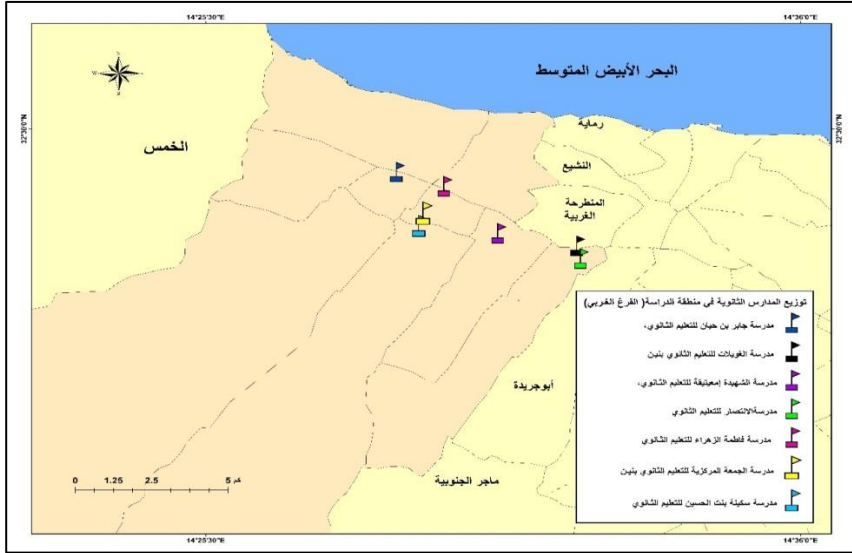 14°25'30"E
14°36'0"E
البحر الأبيض المتوسط
N
W
E
S
32°30'0"N
32°30'0"N
رماية
الخمس
النشيع
المنطرحة
الغربية
توزيع المدارس الثانوية في منطقة الدراسة( الفرع الغربي)
مدرسة جابر بن حيان للتعليم الثانوي،
مدرسة الغويلات للتعليم الثانوي بنين
مدرسة الشهيدة إمعيتيقة للتعليم الثانوي،
مدرسةالانتصار للتعليم الثانوي
مدرسة فاطمة الزهراء للتعليم الثانوي
مدرسة الجمعة المركزية للتعليم الثانوي بنين
مدرسة سكينة بنت الحسين للتعليم الثانوي
أبوجريدة
ماجر الجنوبية
0 1.25 2.5 5 كم
14°25'30"E
14°36'0"E